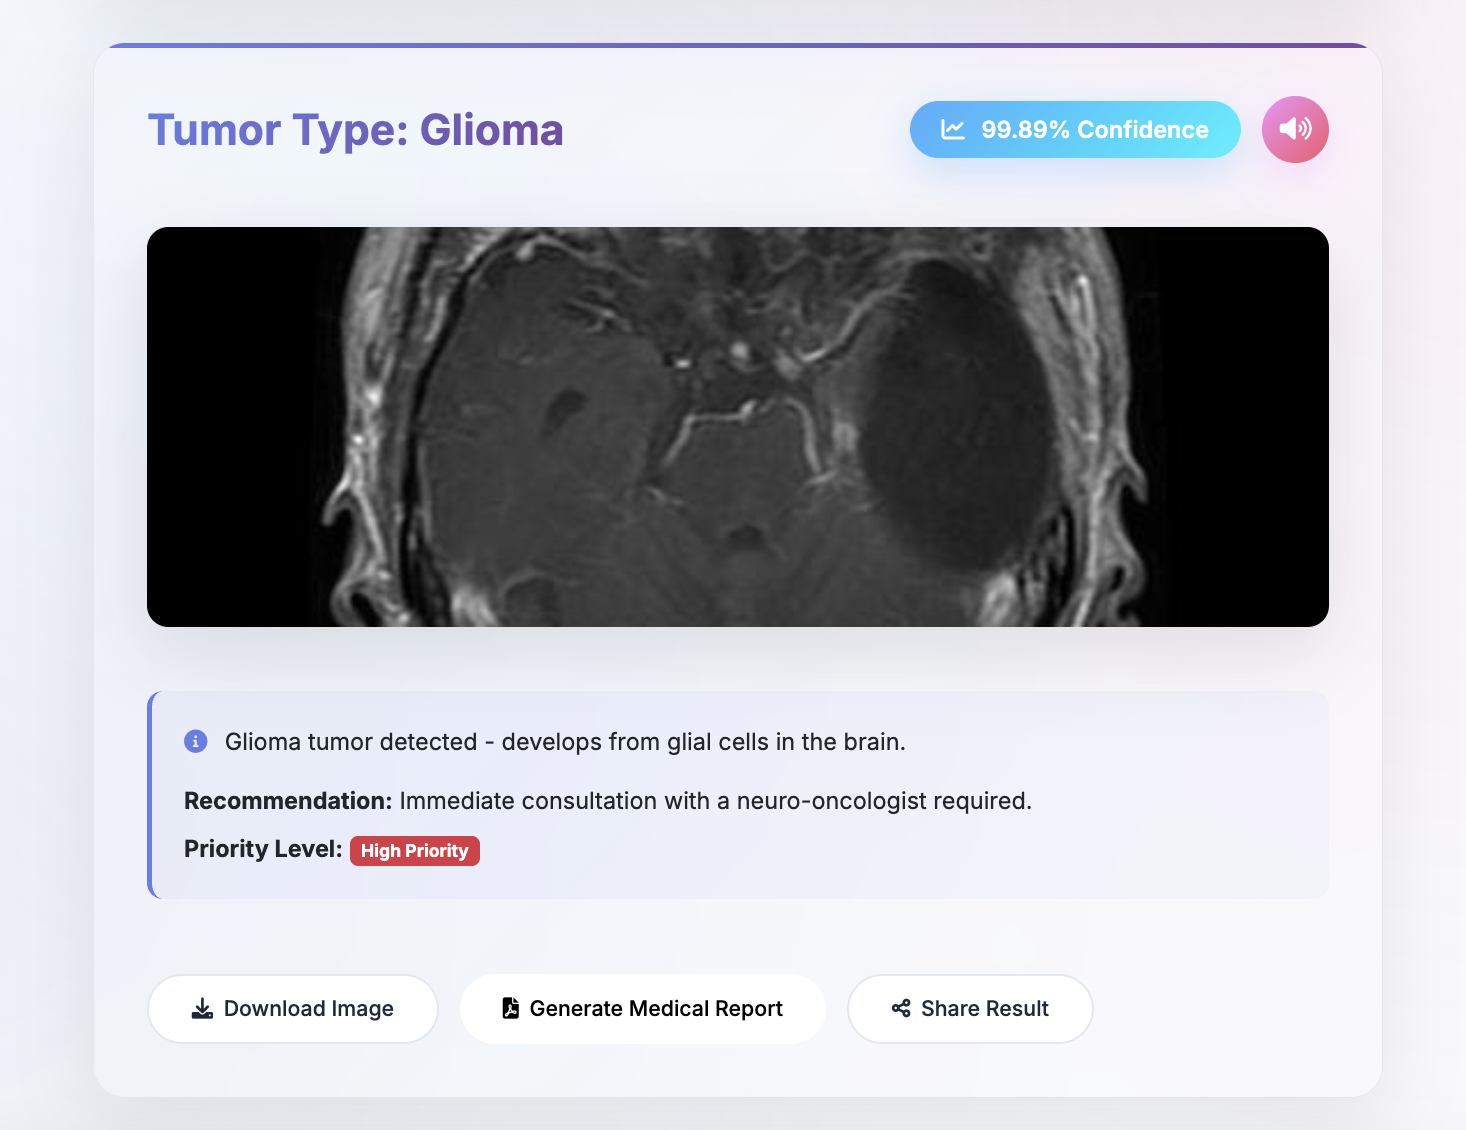 Tumor Type: Glioma
99.89% Confidence
Glioma tumor detected - develops from glial cells in the brain.
Recommendation: Immediate consultation with a neuro-oncologist required.
Priority Level: High Priority
Download Image
Generate Medical Report
Share Result